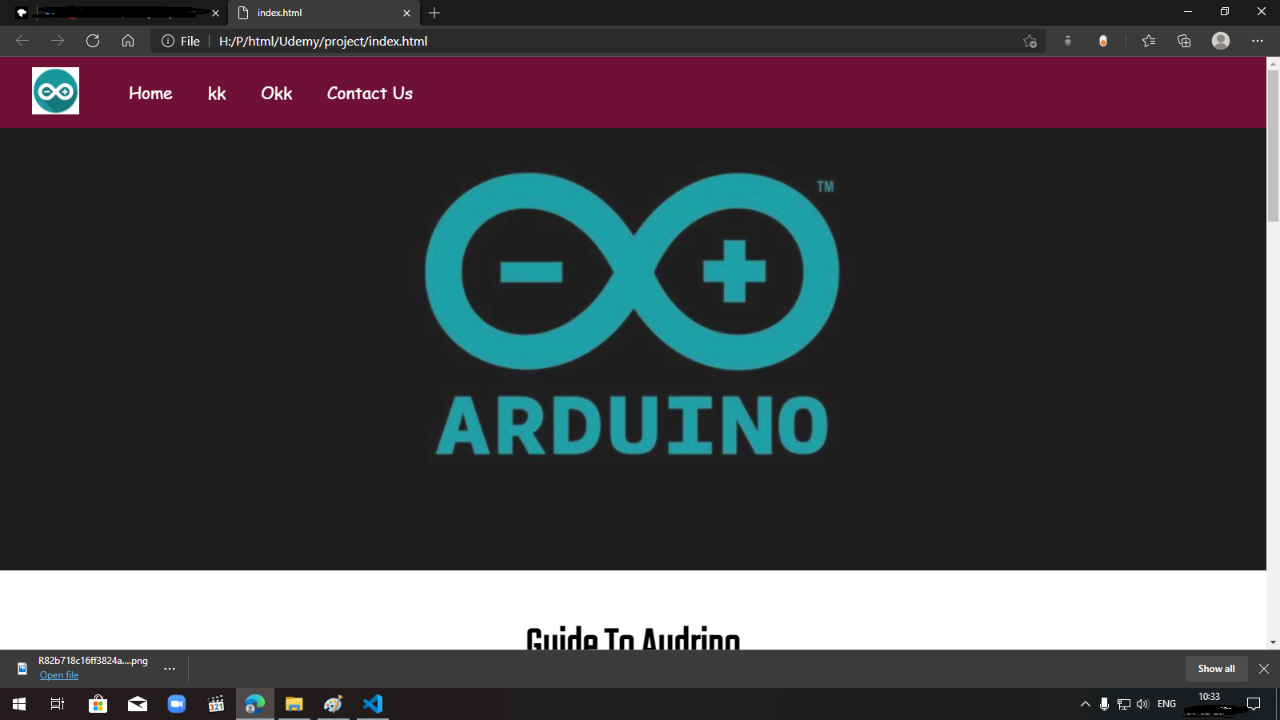 index.html
File
H:/P/html/Udemy/project/index.html
Home
kk
Okk
Contact Us
TM
ARDUINO
Guide To Audrino
R82b718c16ff3824a....png
Open file
Show all
ENG
10:33